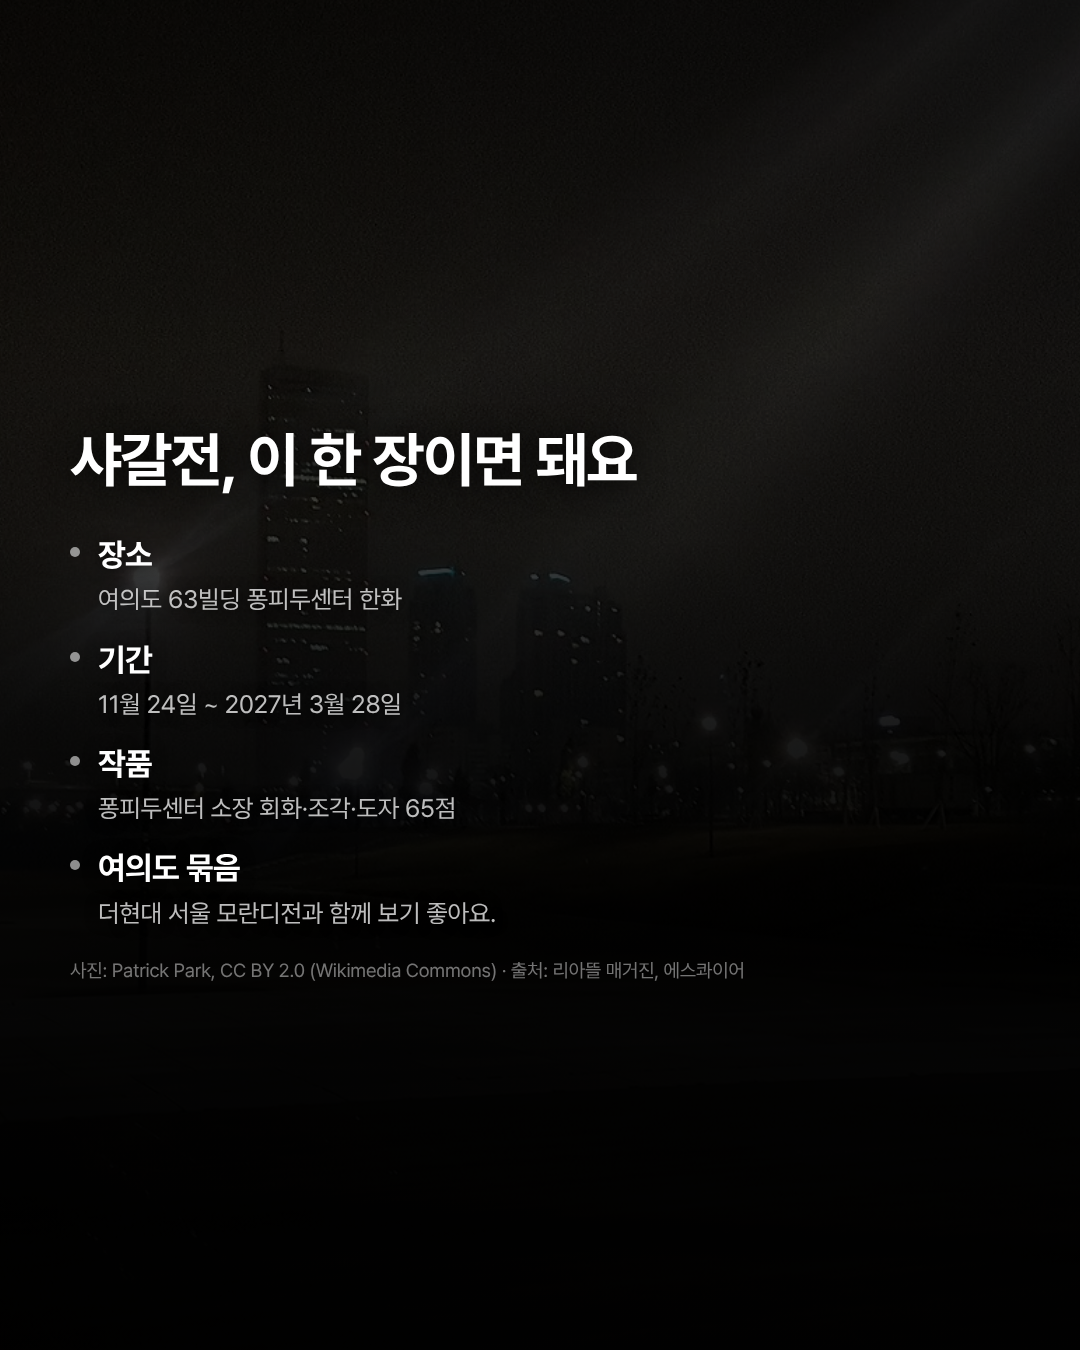 샤갈전, 이 한 장이면 돼요
장소
여의도 63빌딩 퐁피두센터 한화
기간
11월 24일 ~ 2027년 3월 28일
작품
퐁피두센터 소장 회화·조각·도자 65점
여의도 묶음
더현대 서울 모란디전과 함께 보기 좋아요.
사진: Patrick Park, CC BY 2.0 (Wikimedia Commons) · 출처: 리아뜰 매거진, 에스콰이어